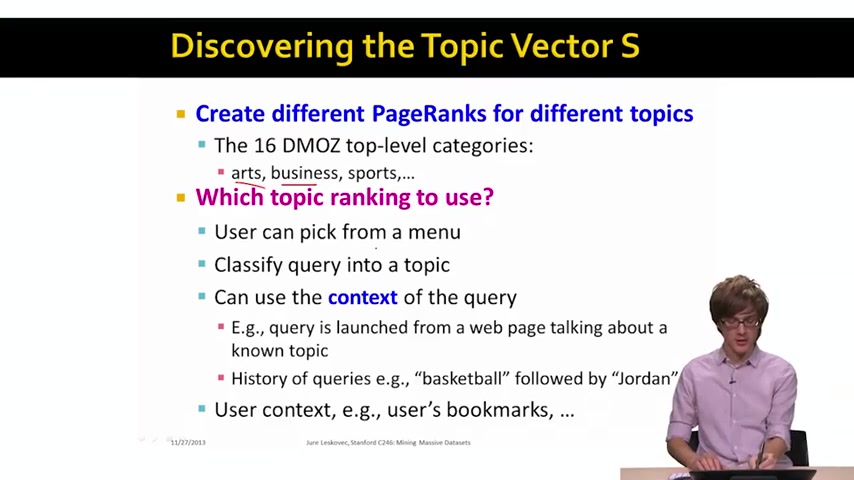 Discovering the Topic Vector S
Create different PageRanks for different topics
The 16 DMOZ top-level categories:
arts, business, sports,...
Which topic ranking to use?
User can pick from a menu
Classify query into a topic
Can use the context of the query
E.g., query is launched from a web page talking about a
known topic
History of queries e.g., “basketball” followed by “Jordan”
User context, e.g., user’s bookmarks, ...
11/27/2013 Jure Leskovec, Stanford C246: Mining Massive Datasets